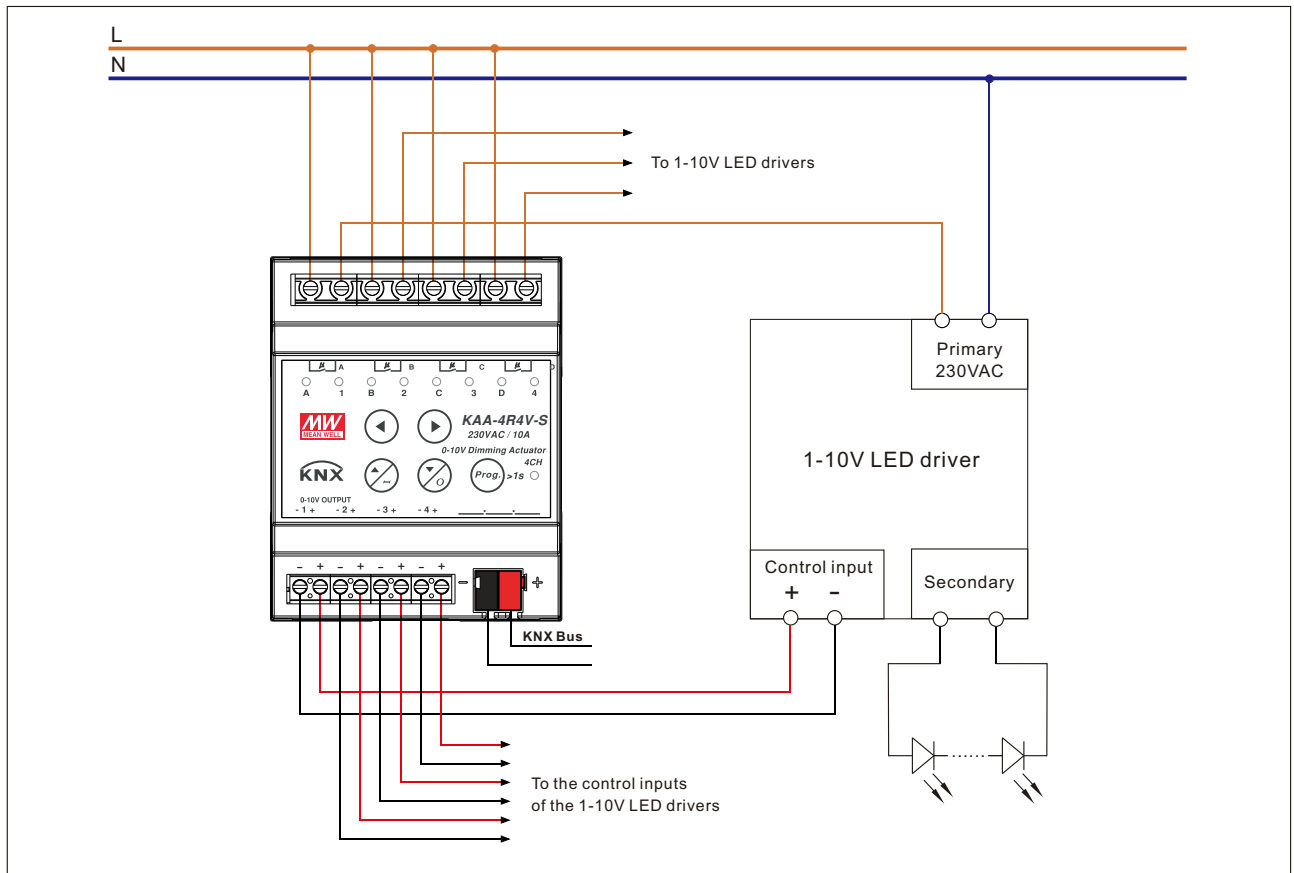 L
N
To 1-10V LED drivers
A B C D
A 1 B 2 C 3 D 4
MW
MEAN WELL
KAA-4R4V-S
230VAC / 10A
0-10V Dimming Actuator
4CH
KNX
Prog. >1s
0-10V OUTPUT
- 1 + - 2 + - 3 + - 4 +
– + – + – + – +
– +
KNX Bus
Primary
230VAC
1-10V LED driver
Control input
+ –
Secondary
To the control inputs
of the 1-10V LED drivers